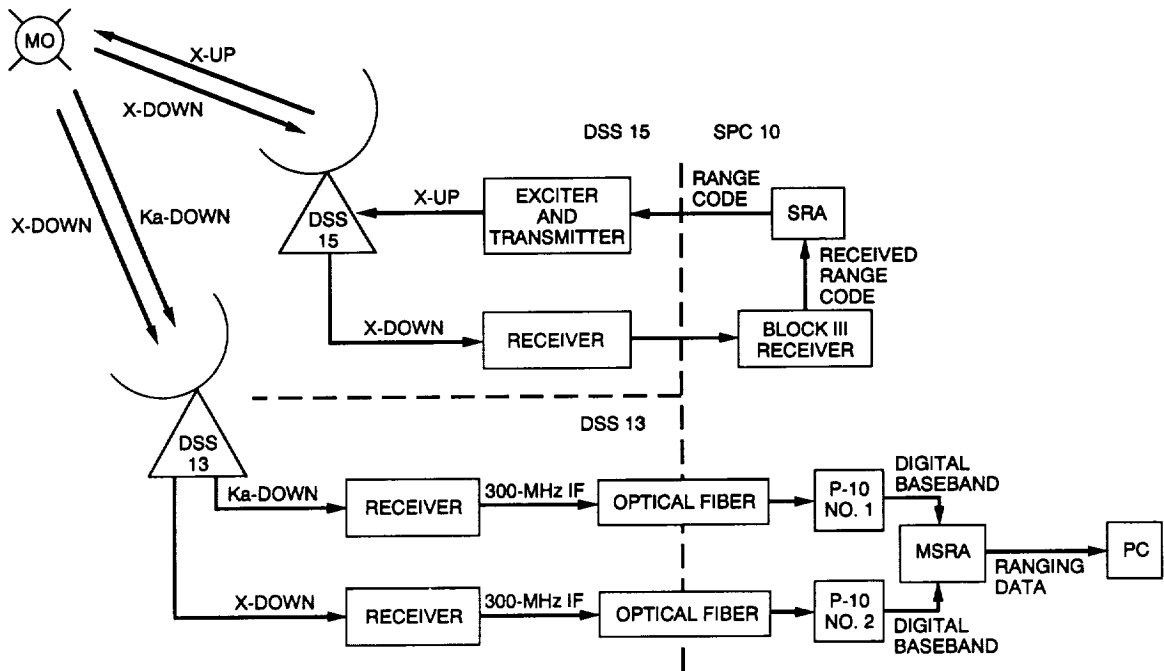 MO
X-UP
X-DOWN
X-DOWN
Ka-DOWN
DSS 15
SPC 10
DSS
15
X-UP
EXCITER
AND
TRANSMITTER
RANGE
CODE
SRA
RECEIVED
RANGE
CODE
X-DOWN
RECEIVER
BLOCK III
RECEIVER
DSS 13
DSS
13
Ka-DOWN
RECEIVER
300-MHz IF
OPTICAL FIBER
P-10
NO. 1
DIGITAL
BASEBAND
MSRA
RANGING
DATA
PC
X-DOWN
RECEIVER
300-MHz IF
OPTICAL FIBER
P-10
NO. 2
DIGITAL
BASEBAND